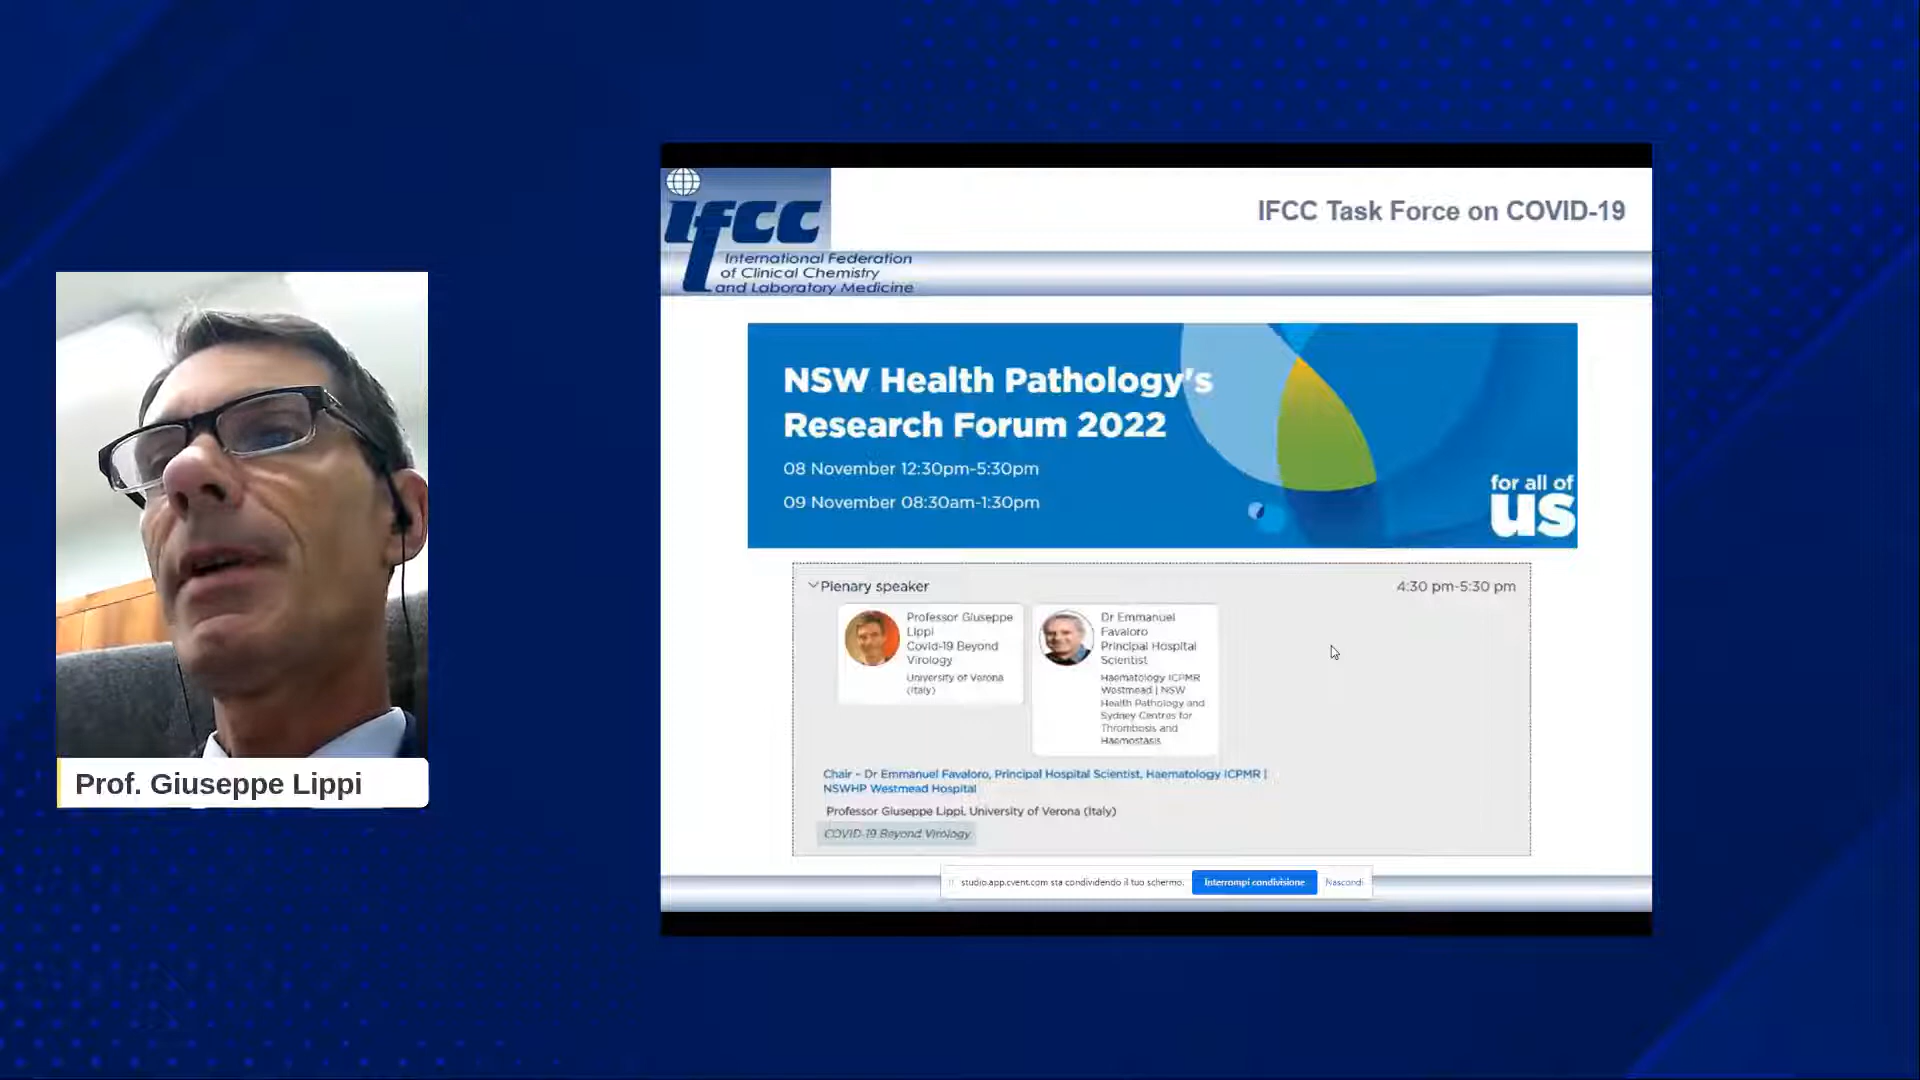 IFCC Task Force on COVID-19
ifcc
International Federation
of Clinical Chemistry
and Laboratory Medicine
NSW Health Pathology's
Research Forum 2022
08 November 12:30pm-5:30pm
09 November 08:30am-1:30pm
for all of
us
Plenary speaker
4:30 pm-5:30 pm
Professor Giuseppe
Lippi
Covid-19 Beyond
Virology
University of Verona
(Italy)
Dr Emmanuel
Favaloro
Principal Hospital
Scientist
Haematology ICPMR
Westmead | NSW
Health Pathology and
Sydney Centres for
Thrombosis and
Haemostasis
Chair - Dr Emmanuel Favaloro, Principal Hospital Scientist, Haematology ICPMR |
NSWHP Westmead Hospital
Professor Giuseppe Lippi, University of Verona (Italy)
COVID-19 Beyond Virology
studio.app.cvent.com sta condividendo il tuo schermo.
Interrompi condivisione
Nascondi
Prof. Giuseppe Lippi